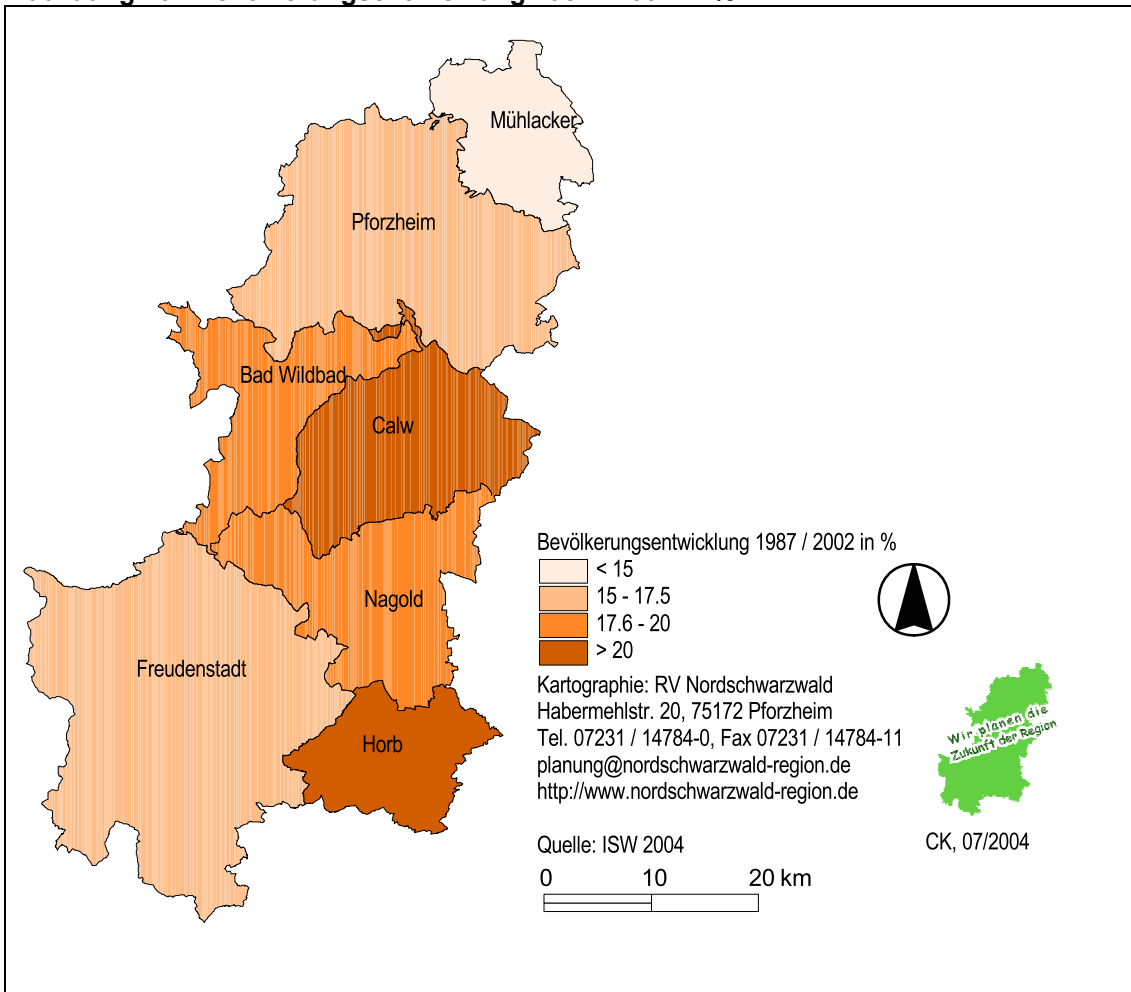 Mühlacker
Pforzheim
Bad Wildbad
Calw
Nagold
Freudenstadt
Horb
Bevölkerungsentwicklung 1987 / 2002 in %
< 15
15 - 17.5
17.6 - 20
> 20
Kartographie: RV Nordschwarzwald
Habermehlstr. 20, 75172 Pforzheim
Tel. 07231 / 14784-0, Fax 07231 / 14784-11
planung@nordschwarzwald-region.de
http://www.nordschwarzwald-region.de
Wir planen die
Zukunft der Region
Quelle: ISW 2004
CK, 07/2004
0 10 20 km